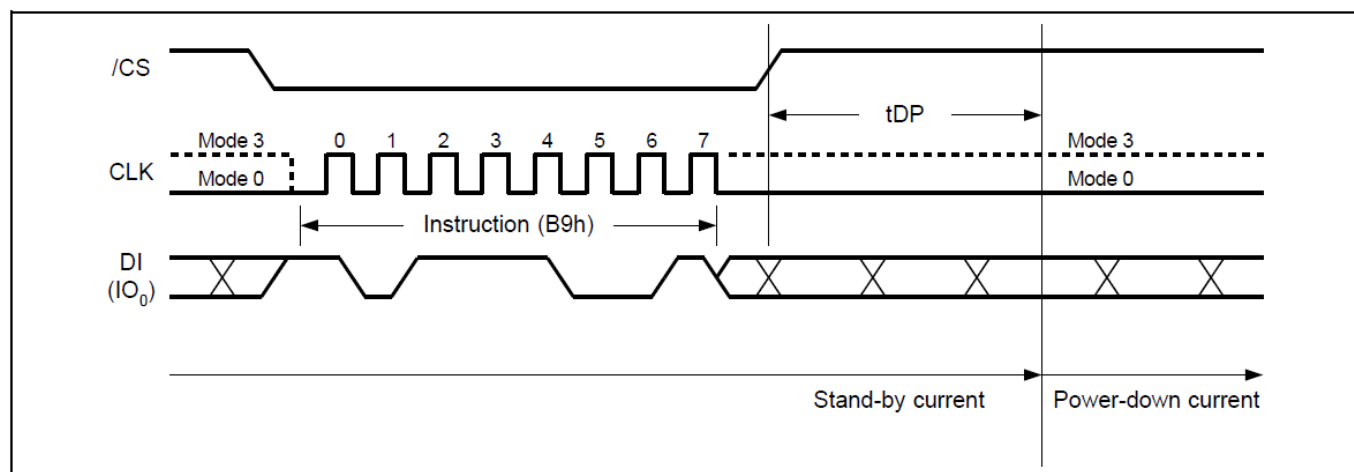 /CS
tDP
Mode 3 0 1 2 3 4 5 6 7 Mode 3
CLK
Mode 0 Mode 0
Instruction (B9h)
DI
(IO0)
Stand-by current Power-down current